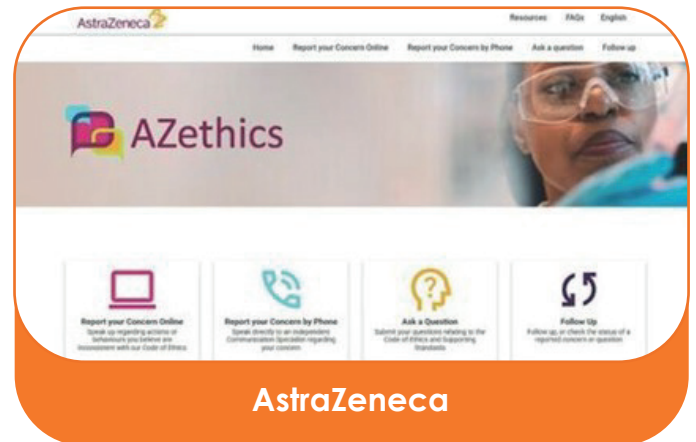 AstraZeneca
Resources FAQs English
Home Report your Concern Online Report your Concern by Phone Ask a question Follow up
AZethics
Report your Concern Online
Speak up regarding actions or
behaviours you believe are
inconsistent with our Code of Ethics
Report your Concern by Phone
Speak directly to an independent
Communication Specialist regarding
your concern
Ask a Question
Submit your questions relating to the
Code of Ethics and Supporting
Standards
Follow Up
Follow up, or check the status of a
reported concern or question
AstraZeneca